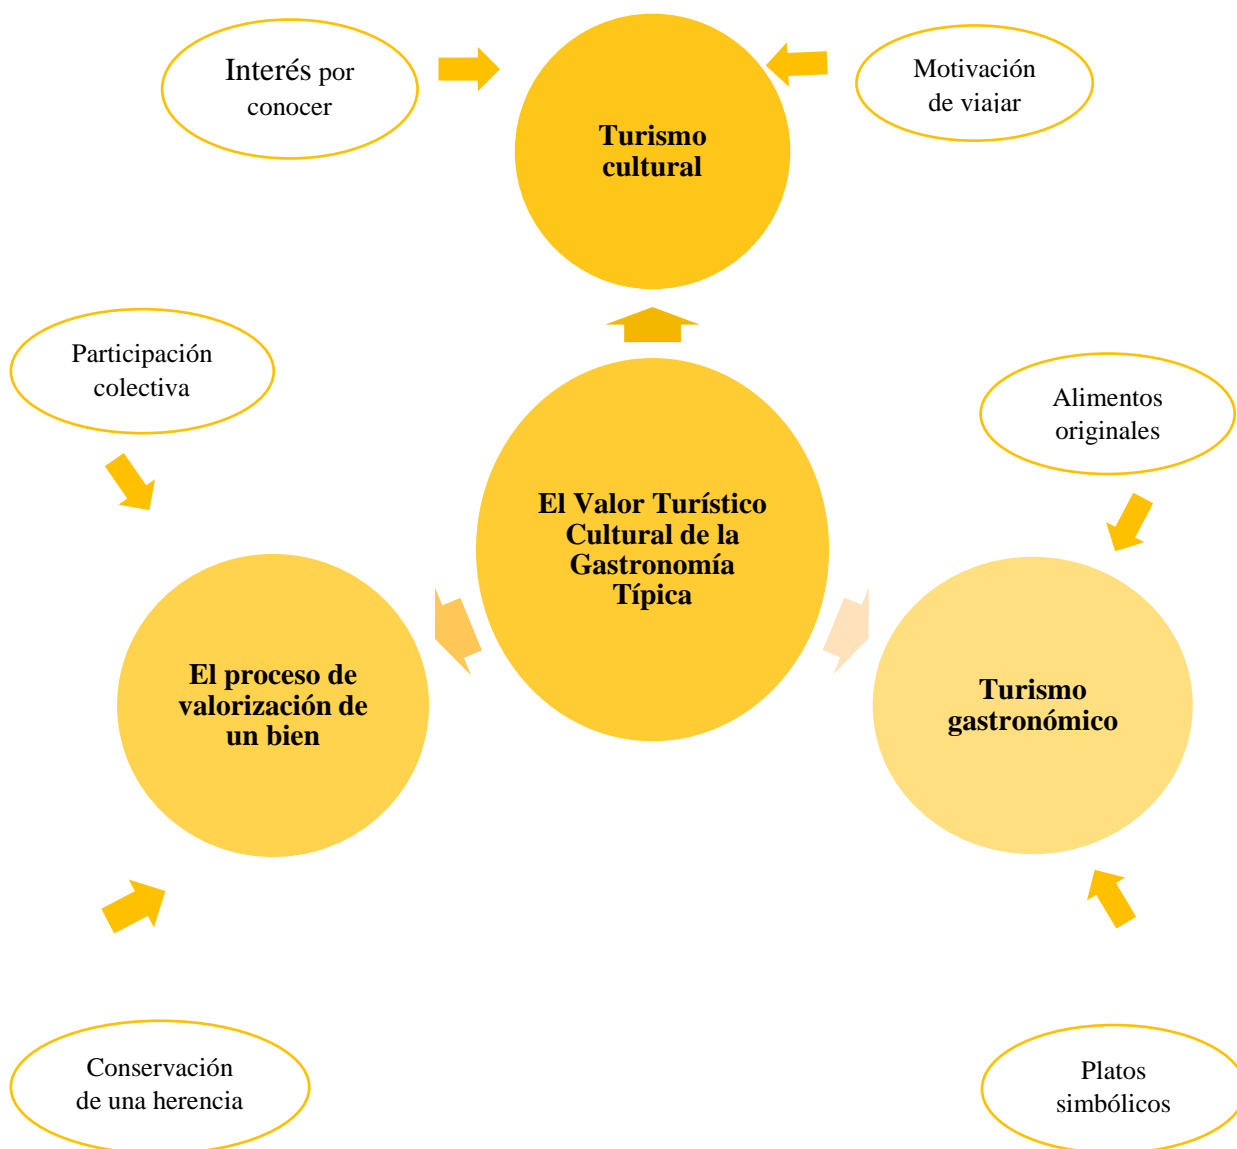 Interés por
conocer
Motivación
de viajar
Turismo
cultural
Participación
colectiva
Alimentos
originales
El Valor Turístico
Cultural de la
Gastronomía
Típica
El proceso de
valorización de
un bien
Turismo
gastronómico
Conservación
de una herencia
Platos
simbólicos